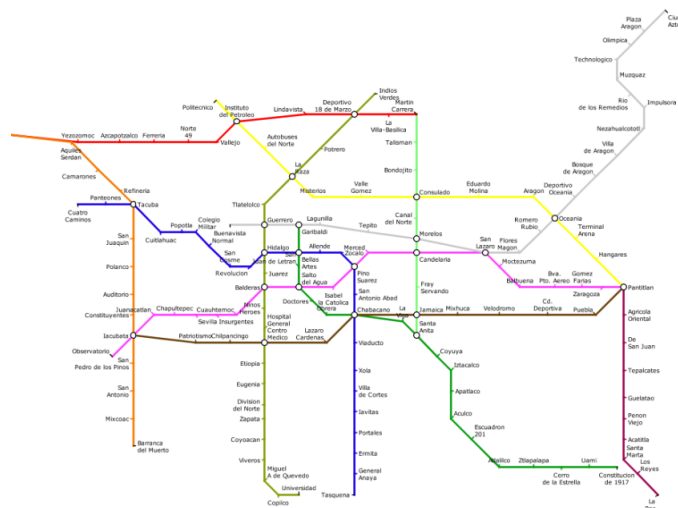 Plaza
Aragon
Olimpica
Technologico
Muzquaz
Rio
de los Remedios
Impulsora
Nezahualcototl
Villa
de Aragon
Bosque
de Aragon
Deportivo
Oceania
Oceania
Romero
Rubio
Terminal
Arena
Hangares
Politecnico
Instituto
del Petroleo
Lindavista
Deportivo
18 de Marzo
Indios
Verdes
Martin
Carrera
La
Villa-Basilica
Talisman
Bondojito
Yezozomoc
Azcapotzalco
Ferreria
Norte
49
Vallejo
Autobuses
del Norte
Potrero
La
Raza
Misterios
Valle
Gomez
Consulado
Eduardo
Molina
Aragon
Aquiles
Serdan
Camarones
Refineria
Panteones
Tacuba
Cuatro
Caminos
Cuitlahuac
Popotla
Colegio
Militar
Buenavista
Normal
San
Cosme
Revolucion
Tlatelolco
Guerrero
Lagunilla
Garibaldi
Tepito
Canal
del Norte
Morelos
San
Lazaro
Flores
Magon
Moctezuma
Hidalgo
Juan de Letran
Bellas
Artes
Allende
Merced
Zocalo
Candelaria
Balbuena
Bva.
Pto. Aereo
Gomez
Farias
Zaragoza
Pantitlan
San
Juaquin
Polanco
Auditorio
Constituyentes
Juanacatlan
Chapultepec
Cuauhtemoc
Sevilla
Insurgentes
Balderas
Juarez
Salto
del Agua
Doctores
Isabel
la Catolica
Obrera
Pino
Suarez
San
Antonio Abad
Chebecano
Fray
Servando
Jamaica
Mixhuca
Velodromo
Cd.
Deportiva
Puebla
Agricola
Oriental
Iacubeta
Observatorio
Patriotismo
Chilpancingo
Ninos
Heroes
Hospital
General
Centro
Medico
Lazaro
Cardenas
La
Viga
Santa
Anita
Viaducto
Coyuya
De
San Juan
San
Pedro de los Pinos
San
Antonio
Mixcoac
Barranca
del Muerto
Etiopia
Eugenia
Division
del Norte
Zapata
Coyoacan
Viveros
Miguel
A de Quevedo
Universidad
Copilco
Xola
Villa
de Cortes
Iavitas
Portales
Ermita
General
Anaya
Tasquena
Iztacalco
Apatlaco
Aculco
Escuadron
201
Atlalilco
Ztlapalapa
Cerro
de la Estrella
Uami
Constitucion
de 1917
Tepalcates
Guelatao
Penon
Viejo
Acatitla
Santa
Marta
Los
Reyes
La